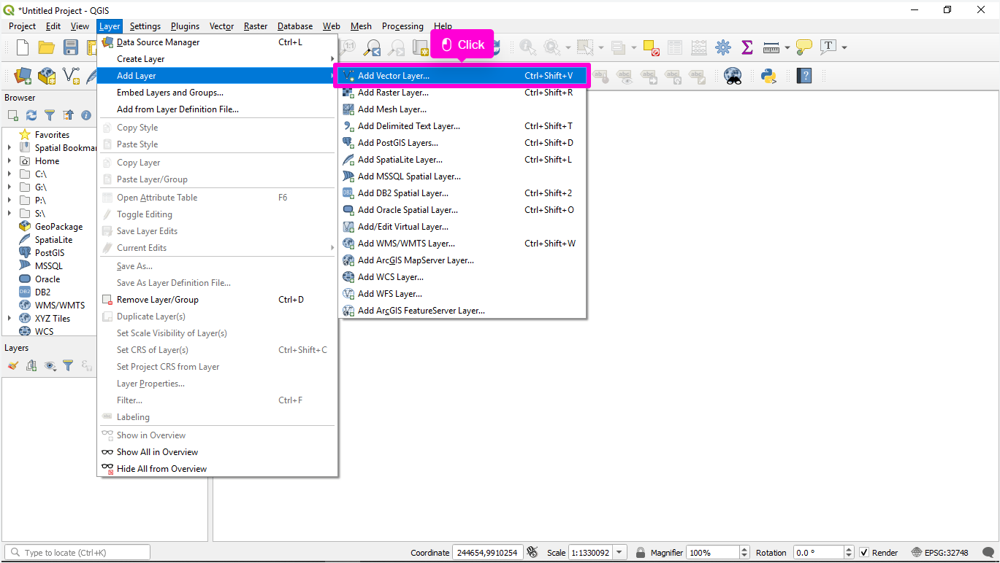 *Untitled Project - QGIS
Project Edit View Layer Settings Plugins Vector Raster Database Web Mesh Processing Help
Click
Browser
Favorites
Spatial Bookmar
Home
C:\
G:\
P:\
S:\
GeoPackage
SpatiaLite
PostGIS
MSSQL
Oracle
DB2
WMS/WMTS
XYZ Tiles
WCS
Layers
Data Source Manager Ctrl+L
Create Layer
Add Layer
Embed Layers and Groups...
Add from Layer Definition File...
Copy Style
Paste Style
Copy Layer
Paste Layer/Group
Open Attribute Table F6
Toggle Editing
Save Layer Edits
Current Edits
Save As...
Save As Layer Definition File...
Remove Layer/Group Ctrl+D
Duplicate Layer(s)
Set Scale Visibility of Layer(s)
Set CRS of Layer(s) Ctrl+Shift+C
Set Project CRS from Layer
Layer Properties...
Filter... Ctrl+F
Labeling
Show in Overview
Show All in Overview
Hide All from Overview
Add Vector Layer... Ctrl+Shift+V
Add Raster Layer... Ctrl+Shift+R
Add Mesh Layer...
Add Delimited Text Layer... Ctrl+Shift+T
Add PostGIS Layers... Ctrl+Shift+D
Add SpatiaLite Layer... Ctrl+Shift+L
Add MSSQL Spatial Layer...
Add DB2 Spatial Layer... Ctrl+Shift+2
Add Oracle Spatial Layer... Ctrl+Shift+O
Add/Edit Virtual Layer...
Add WMS/WMTS Layer... Ctrl+Shift+W
Add ArcGIS MapServer Layer...
Add WCS Layer...
Add WFS Layer...
Add ArcGIS FeatureServer Layer...
Type to locate (Ctrl+K) Coordinate 244654,9910254 Scale 1:1330092 Magnifier 100% Rotation 0.0 ° Render EPSG:32748